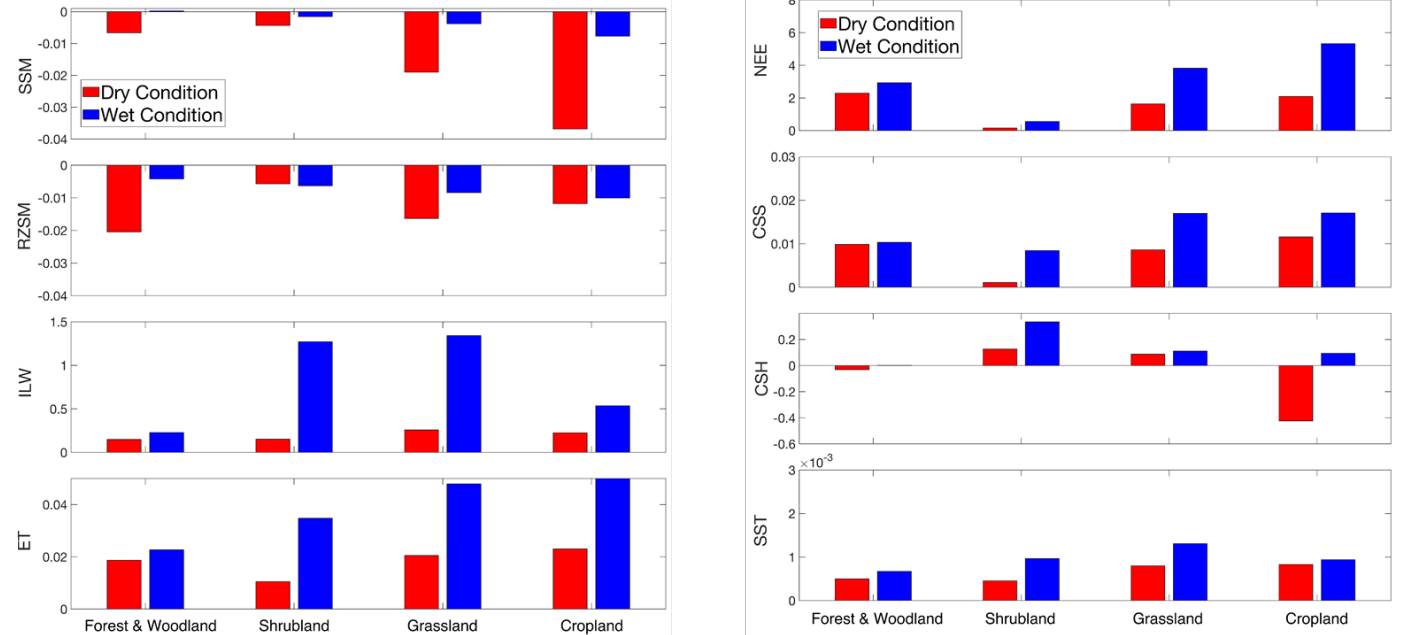 0
-0.01
-0.02
-0.03
-0.04
SSM
Dry Condition
Wet Condition
0
-0.01
-0.02
-0.03
-0.04
RZSM
1.5
1
0.5
0
ILW
0.04
0.02
0
ET
Forest & Woodland Shrubland Grassland Cropland
8
6
4
2
0
NEE
Dry Condition
Wet Condition
0.03
0.02
0.01
0
CSS
0.2
0
-0.2
-0.4
-0.6
CSH
×10-3
3
2
1
0
SST
Forest & Woodland Shrubland Grassland Cropland